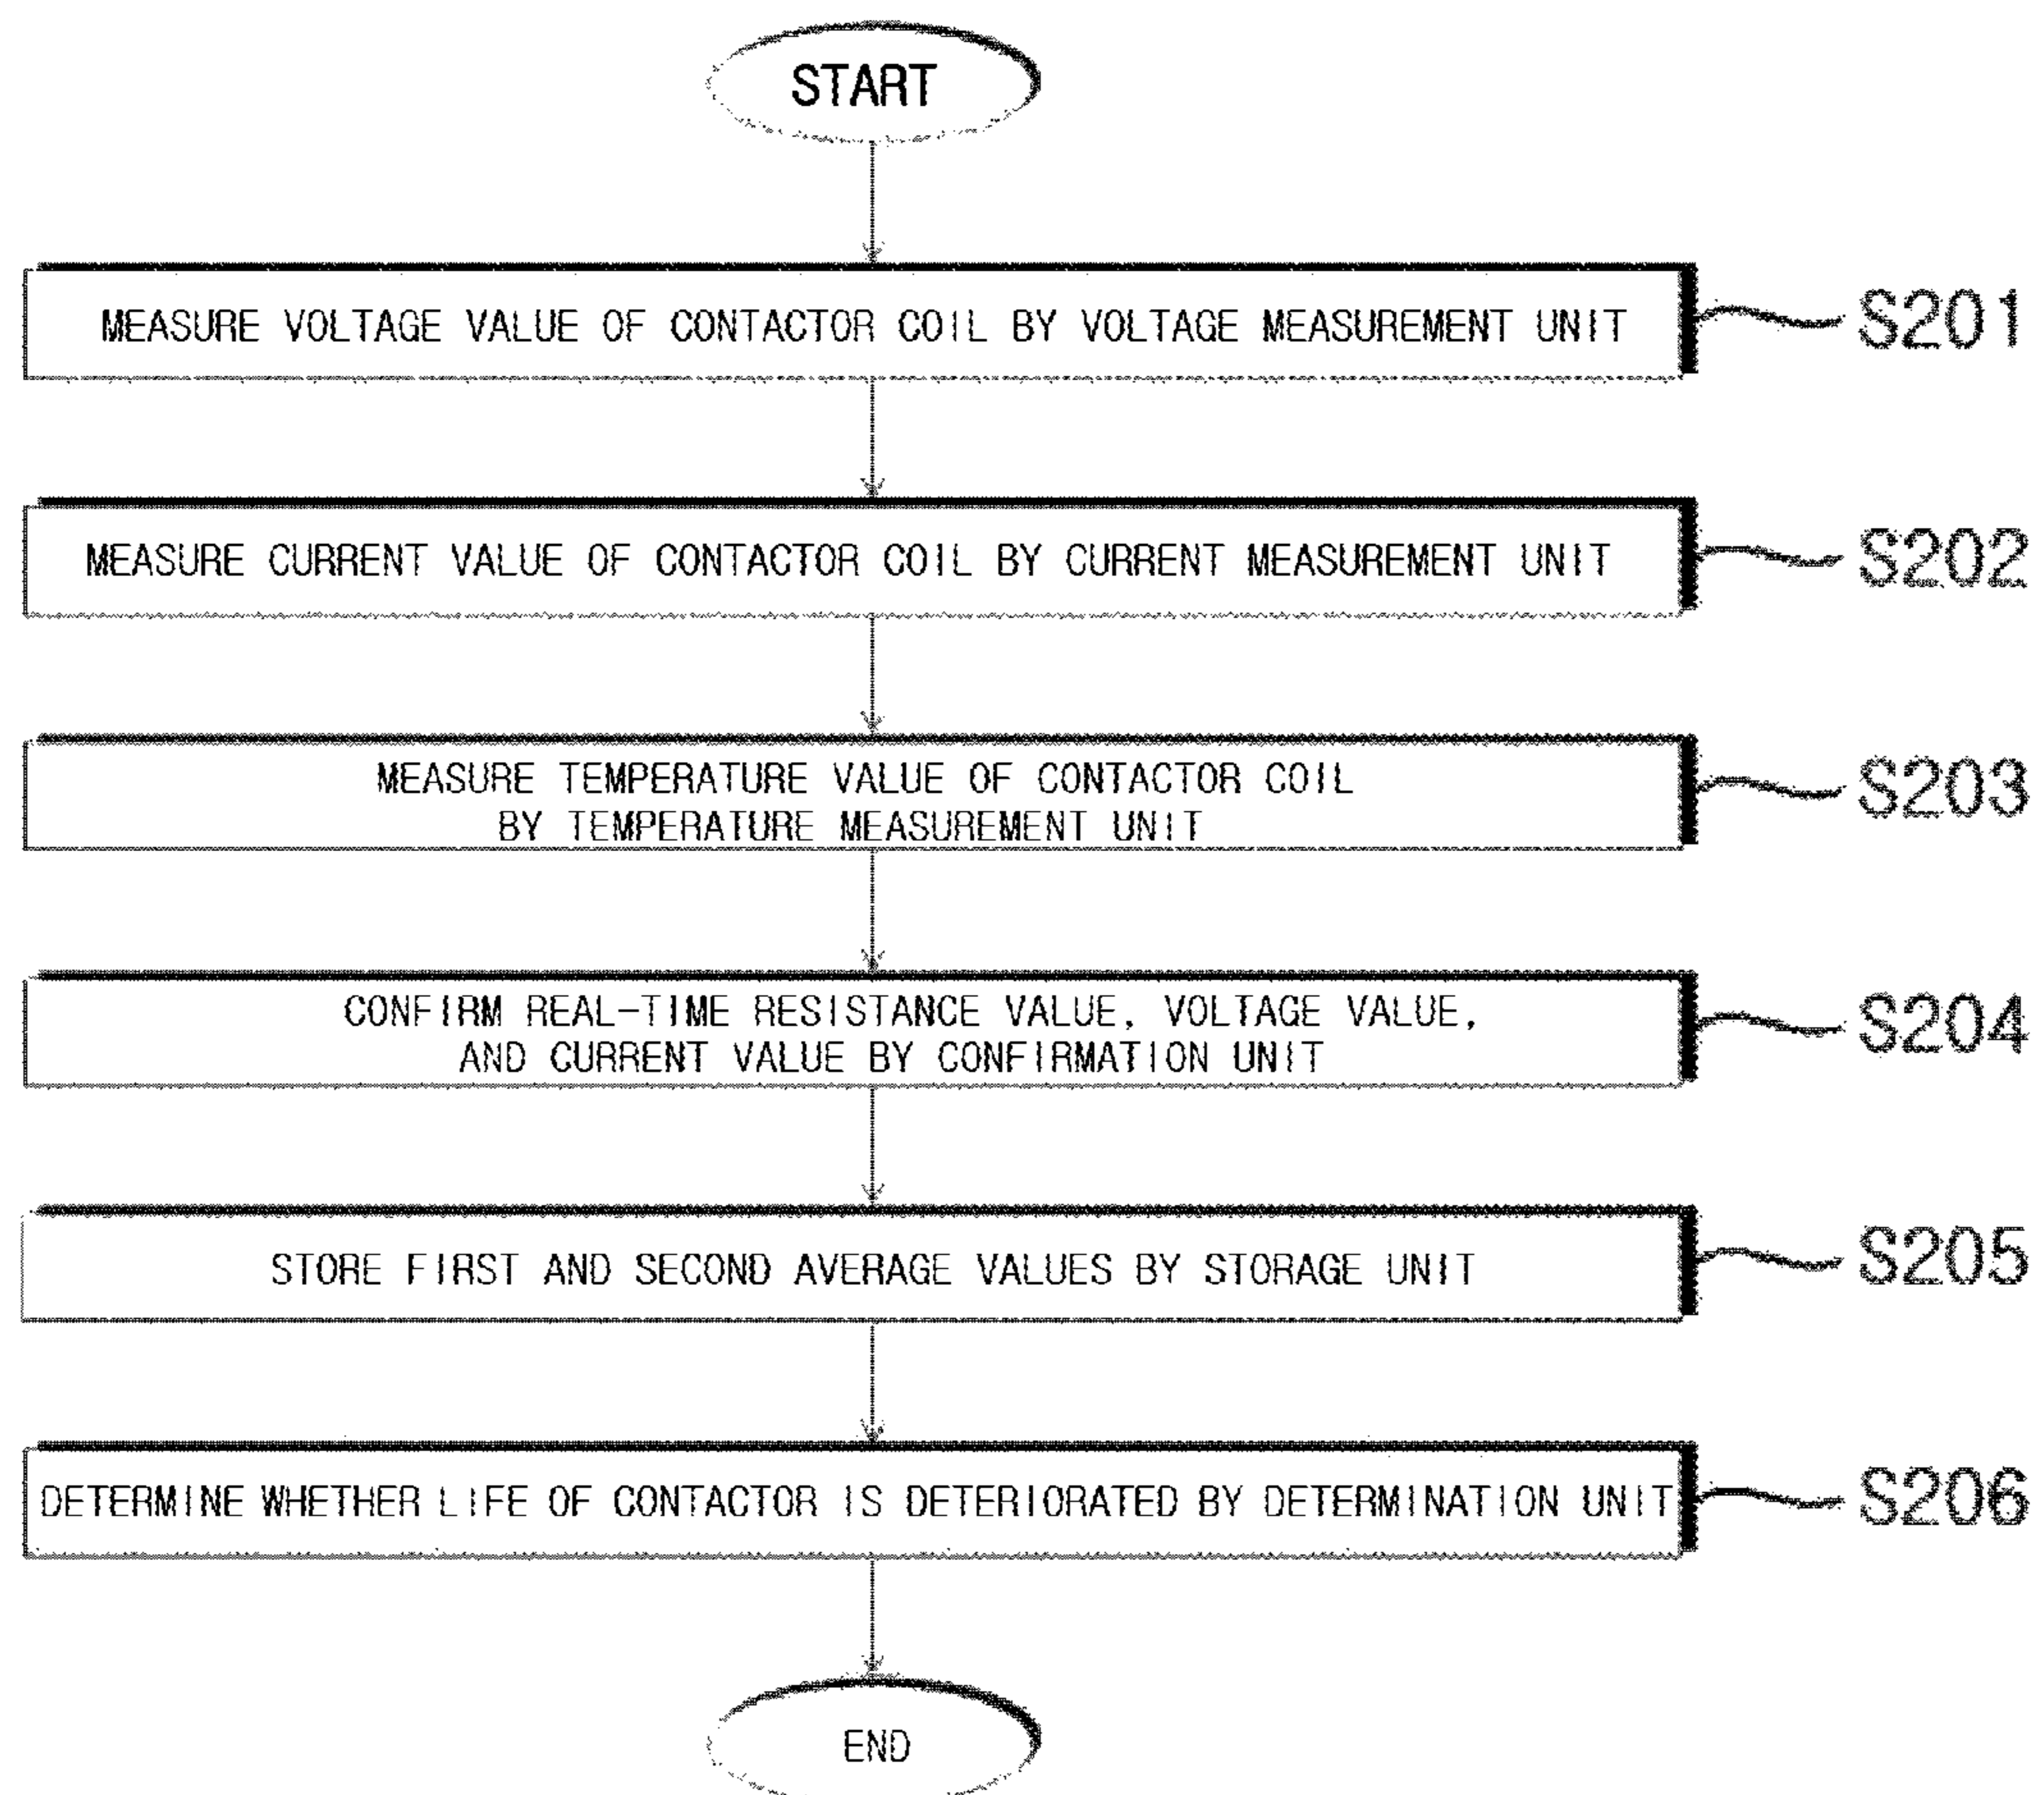 START
MEASURE VOLTAGE VALUE OF CONTACTOR COIL BY VOLTAGE MEASUREMENT UNIT
S201
MEASURE CURRENT VALUE OF CONTACTOR COIL BY CURRENT MEASUREMENT UNIT
S202
MEASURE TEMPERATURE VALUE OF CONTACTOR COIL
BY TEMPERATURE MEASUREMENT UNIT
S203
CONFIRM REAL-TIME RESISTANCE VALUE, VOLTAGE VALUE,
AND CURRENT VALUE BY CONFIRMATION UNIT
S204
STORE FIRST AND SECOND AVERAGE VALUES BY STORAGE UNIT
S205
DETERMINE WHETHER LIFE OF CONTACTOR IS DETERIORATED BY DETERMINATION UNIT
S206
END